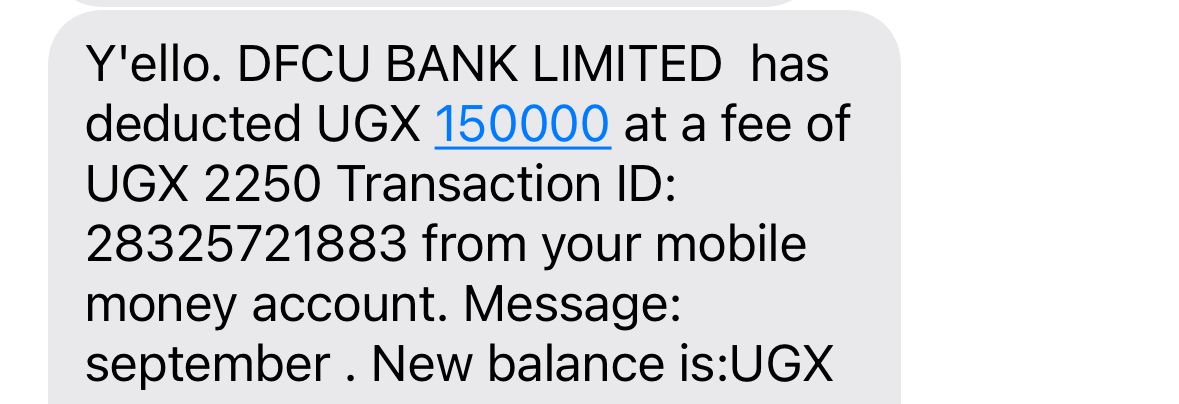 Y'ello. DFCU BANK LIMITED  has
deducted UGX 150000 at a fee of
UGX 2250 Transaction ID:
28325721883 from your mobile
money account. Message:
september . New balance is:UGX